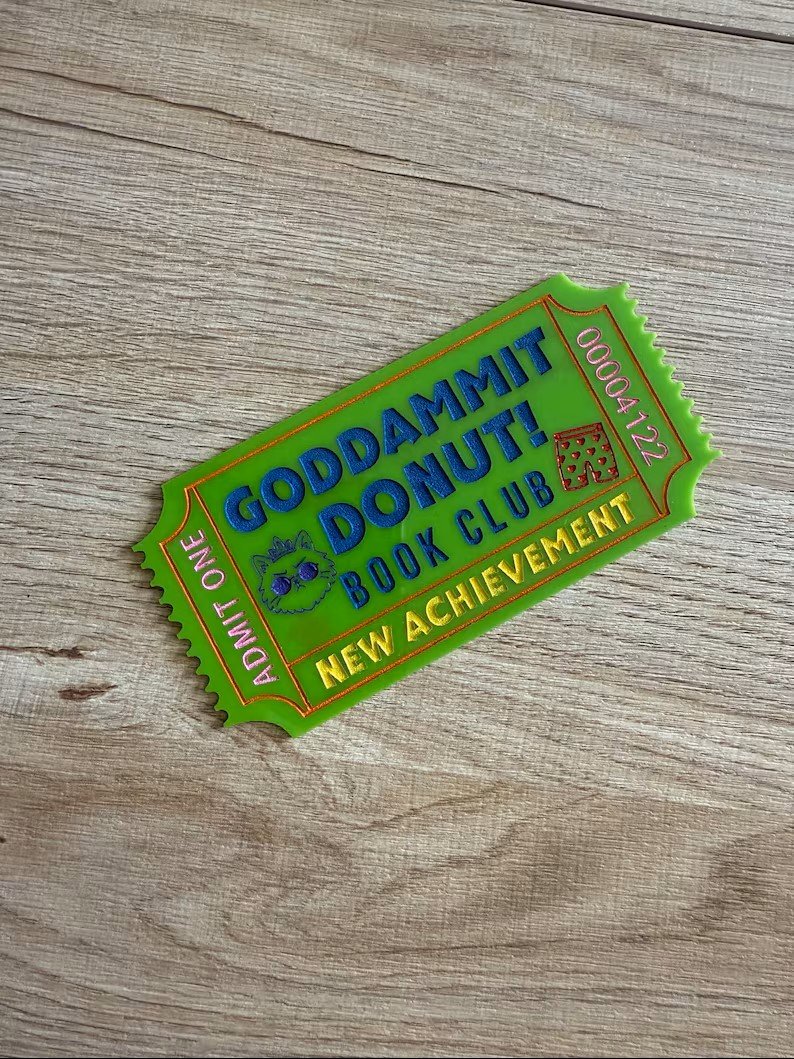 ADMIT ONE
GODDAMMIT
DONUT!
BOOK CLUB
NEW ACHIEVEMENT
00004122